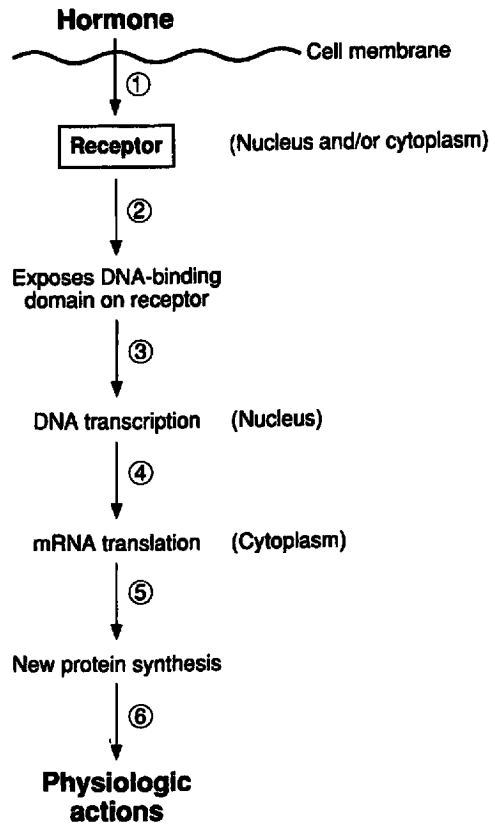 Hormone
Cell membrane
①
Receptor (Nucleus and/or cytoplasm)
②
Exposes DNA-binding
domain on receptor
③
DNA transcription (Nucleus)
④
mRNA translation (Cytoplasm)
⑤
New protein synthesis
⑥
Physiologic
actions